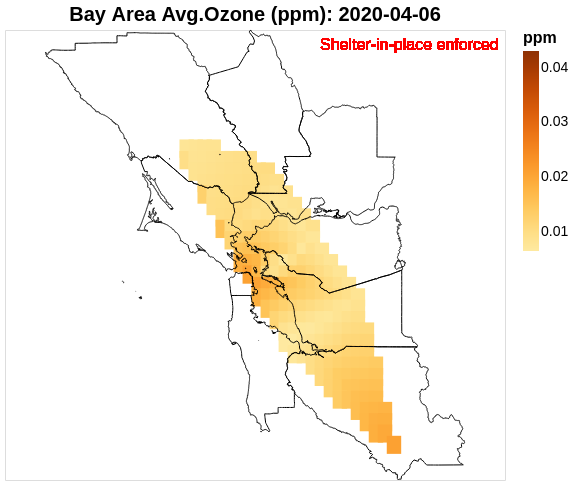 Bay Area Avg.Ozone (ppm): 2020-04-06
Shelter-in-place enforced
ppm
0.04
0.03
0.02
0.01